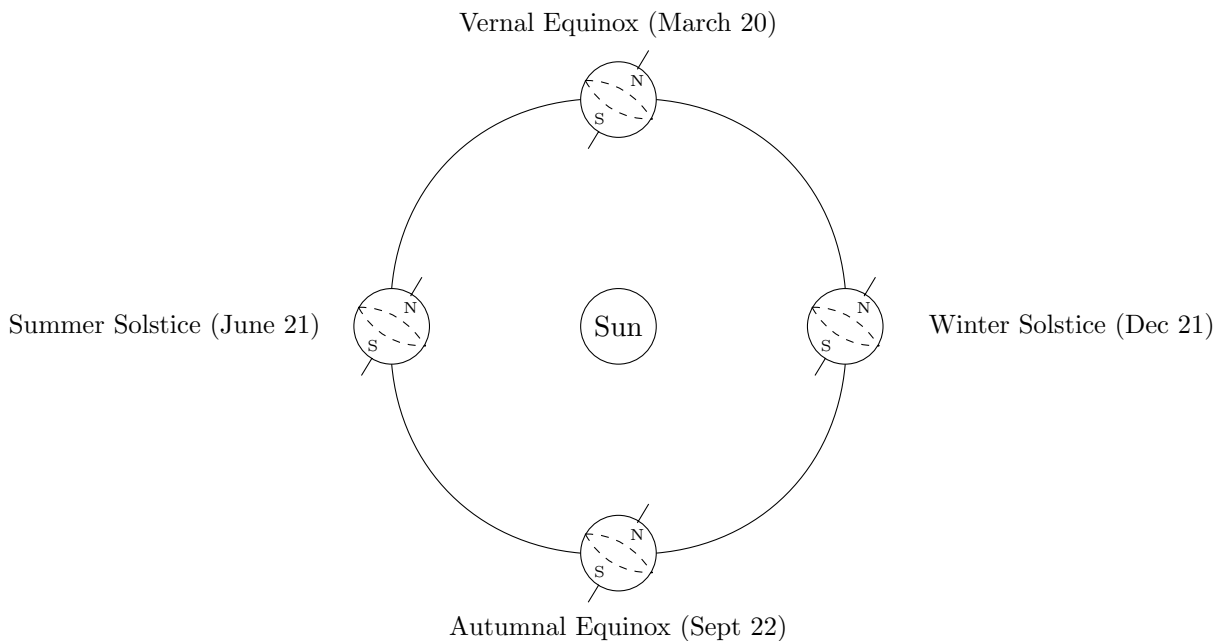 Vernal Equinox (March 20)
N
S
Summer Solstice (June 21)
N
S
Sun
N
S
Winter Solstice (Dec 21)
N
S
Autumnal Equinox (Sept 22)